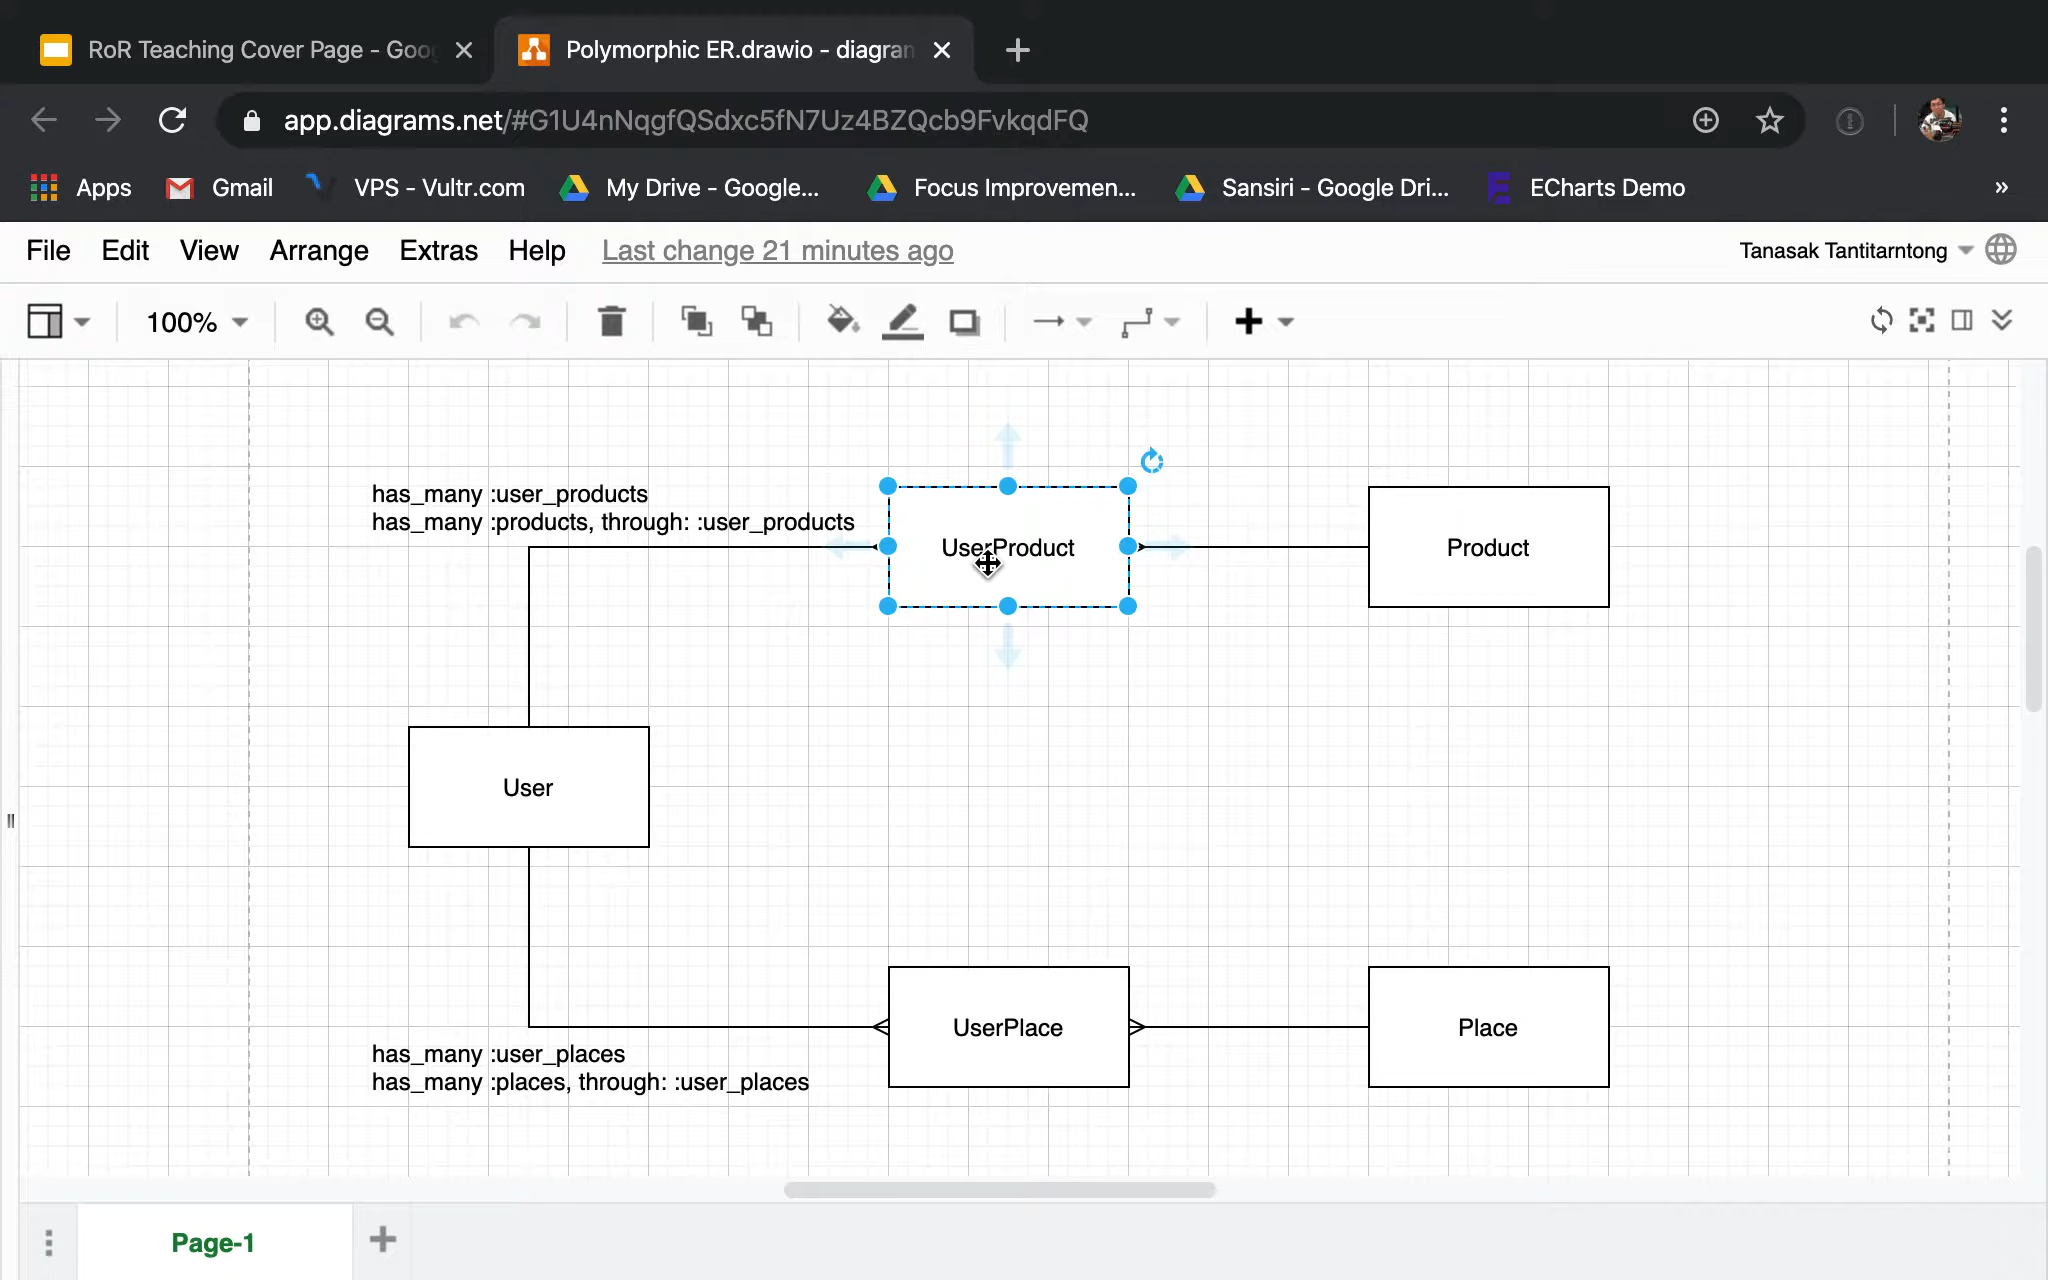 RoR Teaching Cover Page - Goo
Polymorphic ER.drawio - diagran
app.diagrams.net/#G1U4nNqgfQSdxc5fN7Uz4BZQcb9FvkqdFQ
Apps
Gmail
VPS - Vultr.com
My Drive - Google...
Focus Improvemen...
Sansiri - Google Dri...
ECharts Demo
»
File Edit View Arrange Extras Help Last change 21 minutes ago
Tanasak Tantitarntong
100%
has_many :user_products
has_many :products, through: :user_products
UserProduct
Product
User
UserPlace
Place
has_many :user_places
has_many :places, through: :user_places
Page-1